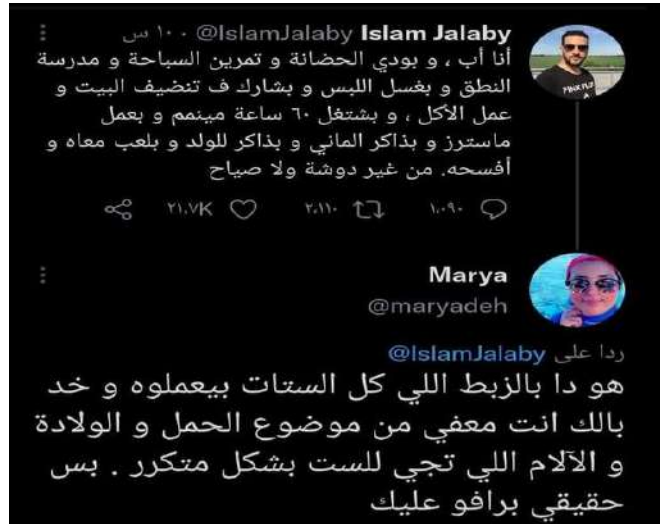 Islam Jalaby @IslamJalaby · ١٠ س
أنا أب ، و بودي الحضانة و تمرين السباحة و مدرسة
النطق و بغسل اللبس و بشارك ف تنضيف البيت و
عمل الأكل ، و بشتغل ٦٠ ساعة مينمم و بعمل
ماسترز و بذاكر الماني و بذاكر للولد و بلعب معاه و
أفسحه. من غير دوشة ولا صياح
١،٠٩٠ ٢،١١٠ ٢١,٧K
Marya
@maryadeh
ردا على @IslamJalaby
هو دا بالزبط اللي كل الستات بيعملوه و خد
بالك انت معفي من موضوع الحمل و الولادة
و الآلام اللي تجي للست بشكل متكرر . بس
حقيقي برافو عليك